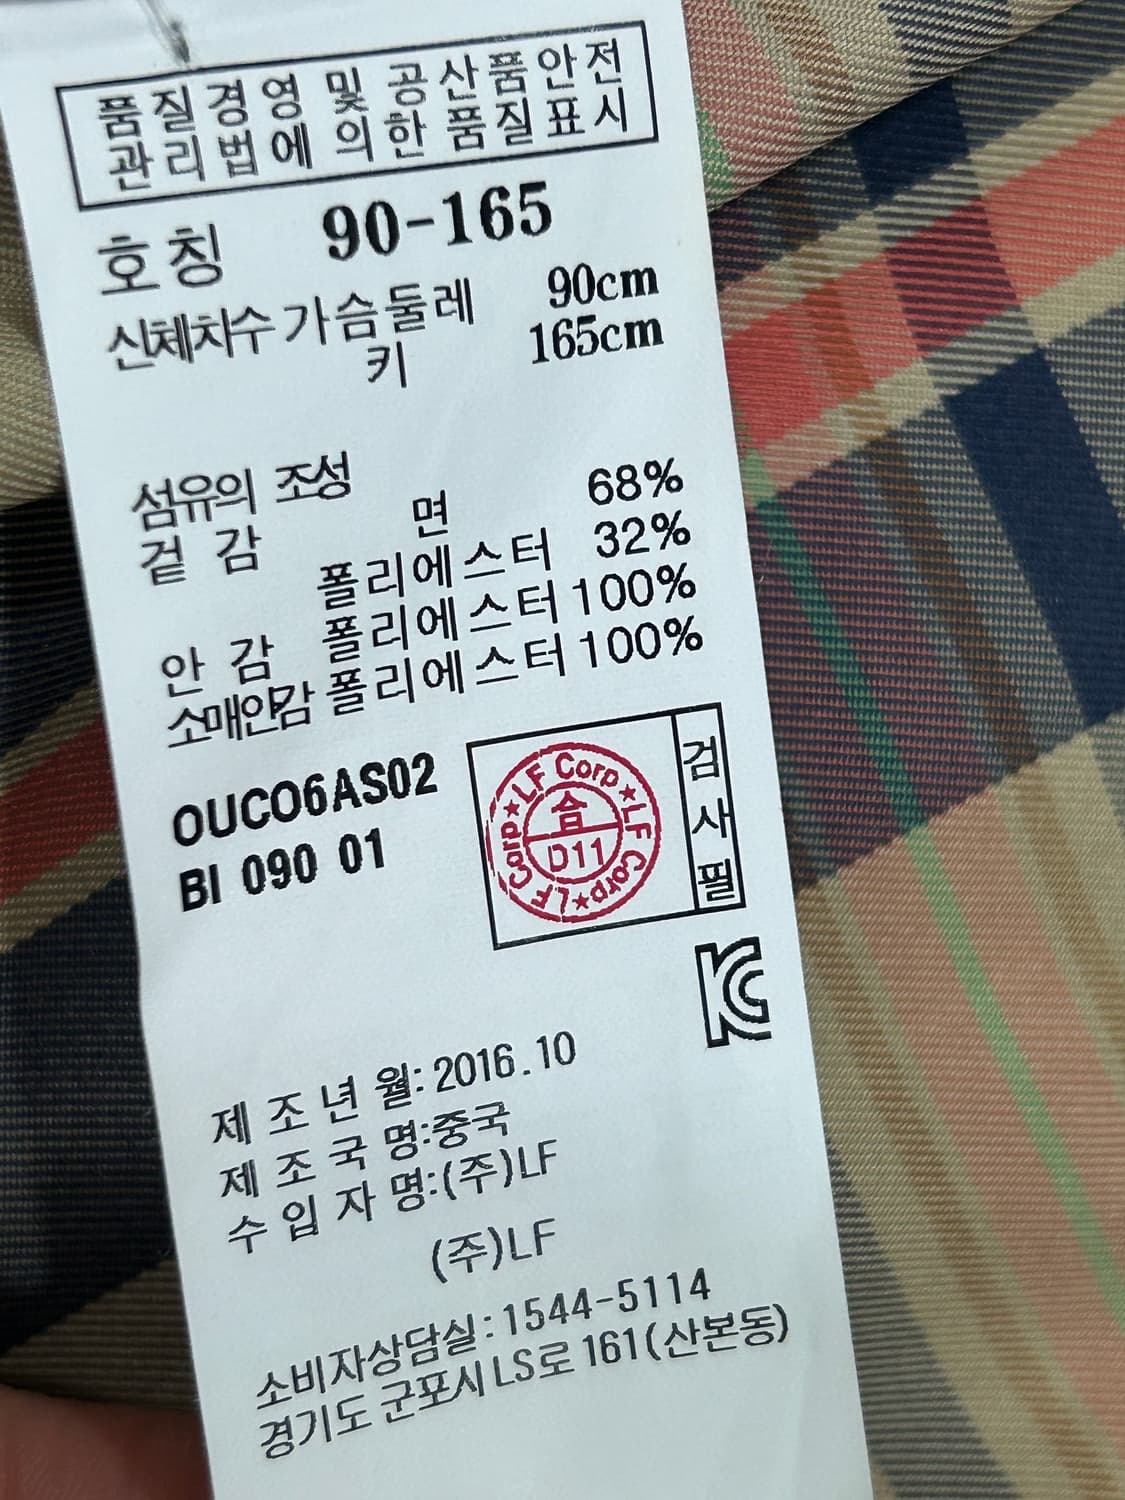 품질경영 및 공산품안전
관리법에 의한 품질표시
호칭 90-165
신체치수 가슴둘레 90cm
키 165cm
섬유의 조성
겉감 면 68%
폴리에스터 32%
안감 폴리에스터 100%
소매안감 폴리에스터 100%
OUCO6AS02
BI 090 01
LF Corp★LF Corp★LF Corp★
合
D11
검사필
KC
제조년월: 2016.10
제조국명:중국
수입자명:(주)LF
(주)LF
소비자상담실:1544-5114
경기도 군포시 LS로 161(산본동)